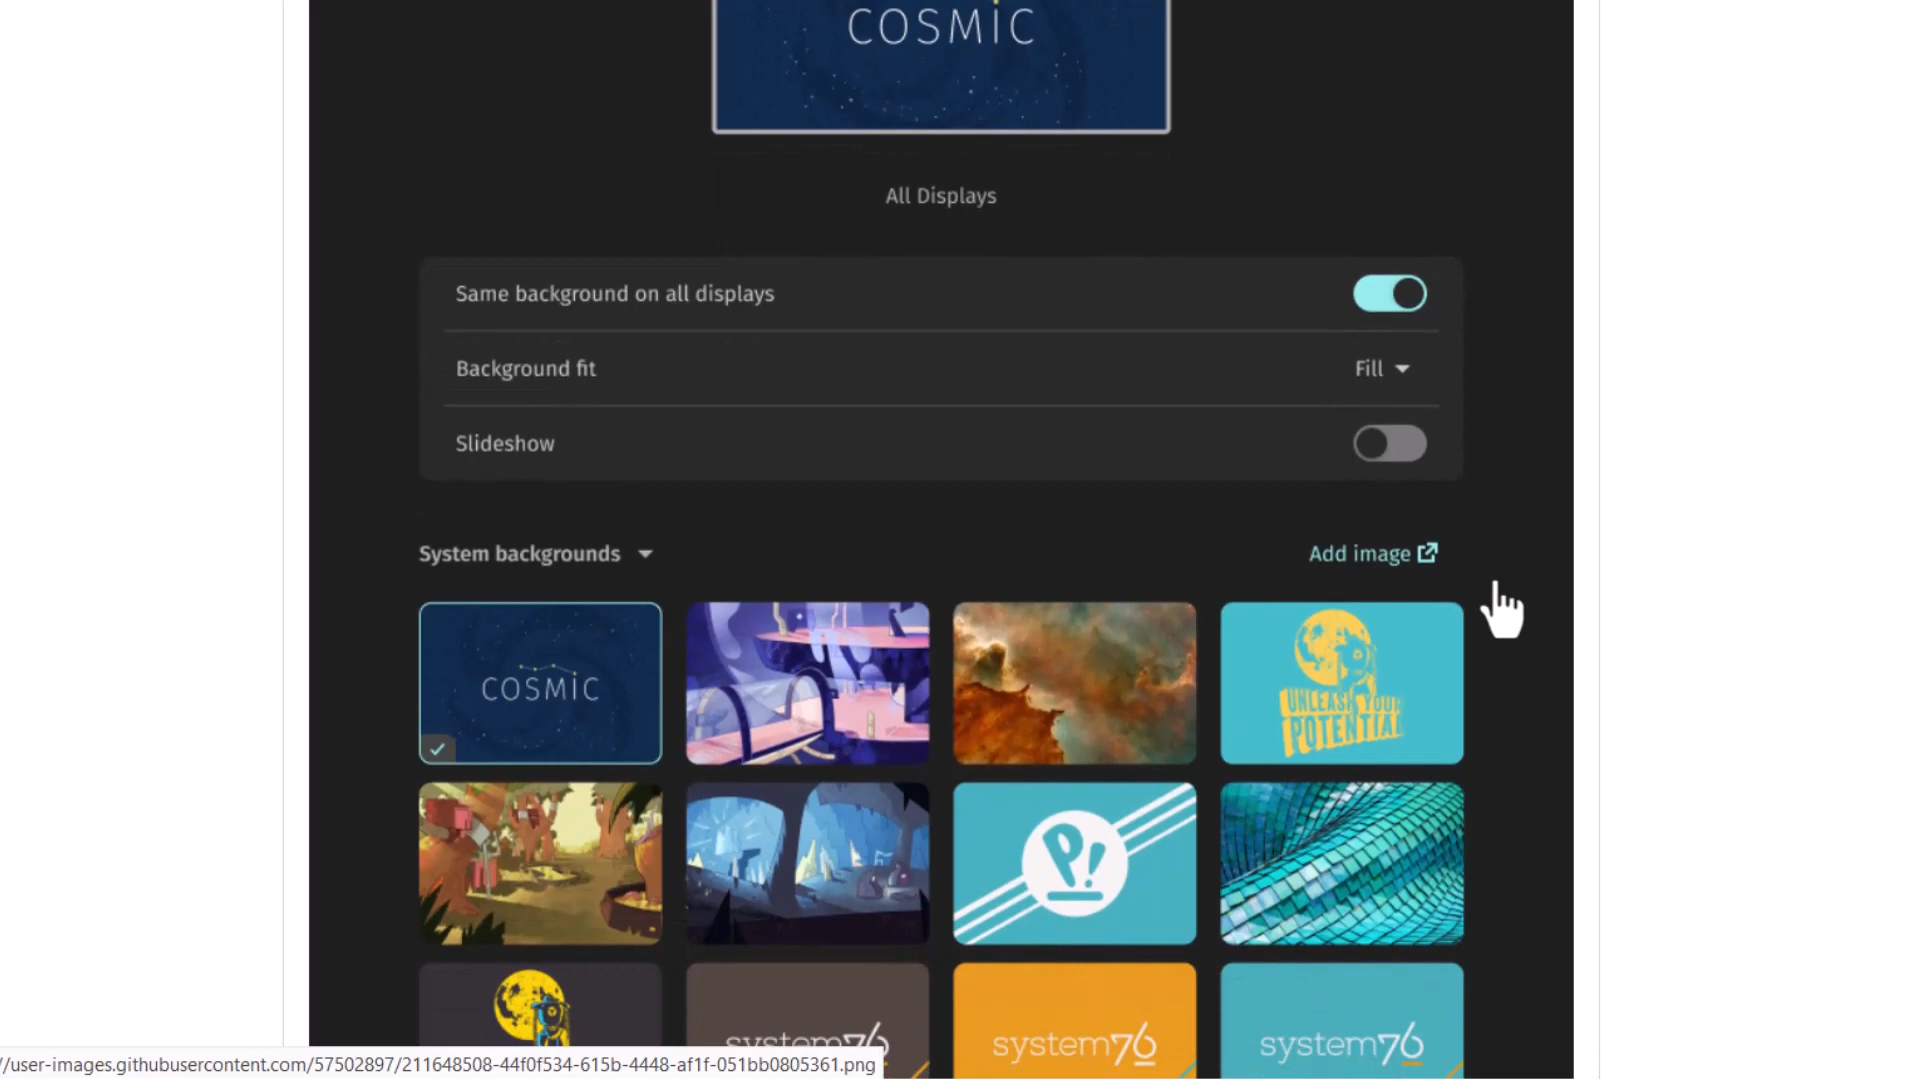 COSMIC
All Displays
Same background on all displays
Background fit
Fill
Slideshow
System backgrounds
Add image
COSMIC
UNLEASH YOUR
POTENTIAL
P!
system76
system76
system76
//user-images.githubusercontent.com/57502897/211648508-44f0f534-615b-4448-af1f-051bb0805361.png